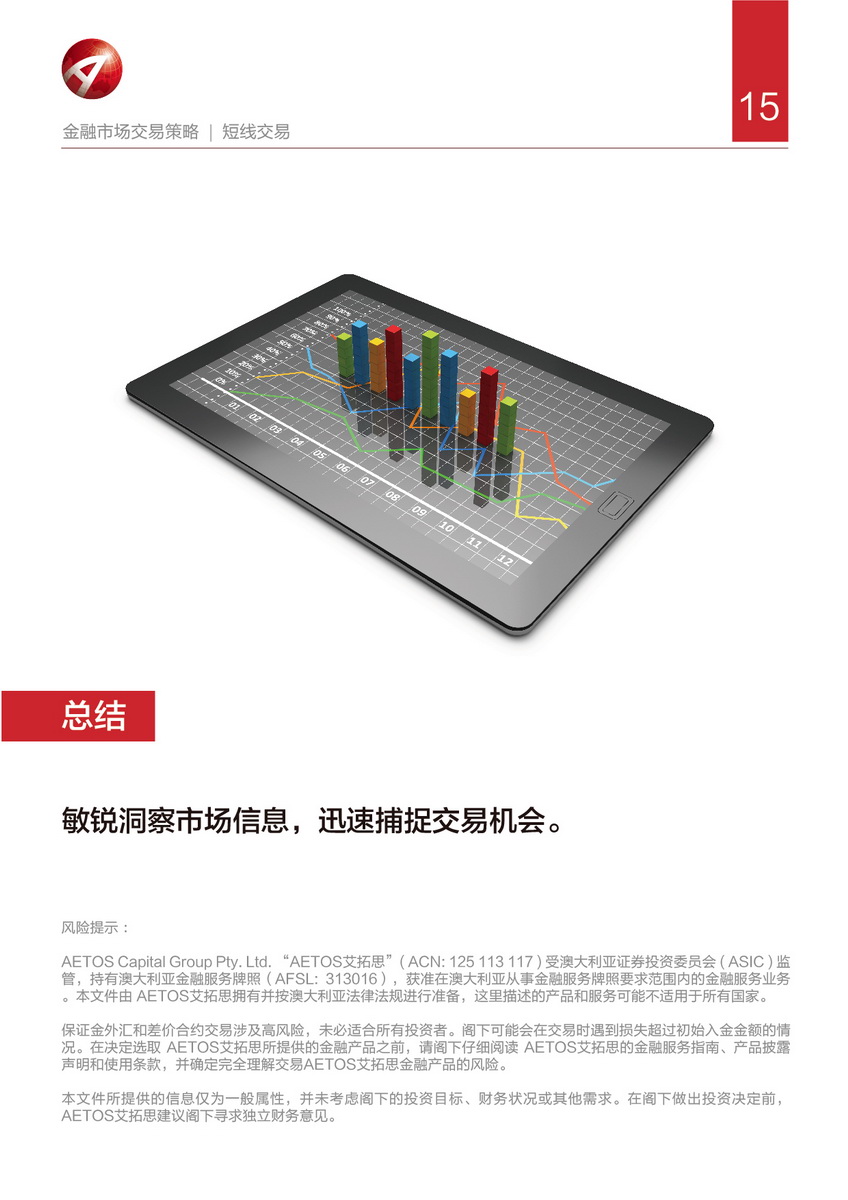 15
金融市场交易策略 | 短线交易
100%
90%
80%
70%
60%
50%
40%
30%
20%
10%
0%
01
02
03
04
05
06
07
08
09
10
11
12
总结
敏锐洞察市场信息，迅速捕捉交易机会。
风险提示：
AETOS Capital Group Pty. Ltd. “AETOS艾拓思”（ACN: 125 113 117）受澳大利亚证券投资委员会（ASIC）监
管，持有澳大利亚金融服务牌照（AFSL: 313016），获准在澳大利亚从事金融服务牌照要求范围内的金融服务业务
。本文件由 AETOS艾拓思拥有并按澳大利亚法律法规进行准备，这里描述的产品和服务可能不适用于所有国家。
保证金外汇和差价合约交易涉及高风险，未必适合所有投资者。阁下可能会在交易时遇到损失超过初始入金金额的情
况。在决定选取 AETOS艾拓思所提供的金融产品之前，请阁下仔细阅读 AETOS艾拓思的金融服务指南、产品披露
声明和使用条款，并确定完全理解交易AETOS艾拓思金融产品的风险。
本文件所提供的信息仅为一般属性，并未考虑阁下的投资目标、财务状况或其他需求。在阁下做出投资决定前，
AETOS艾拓思建议阁下寻求独立财务意见。